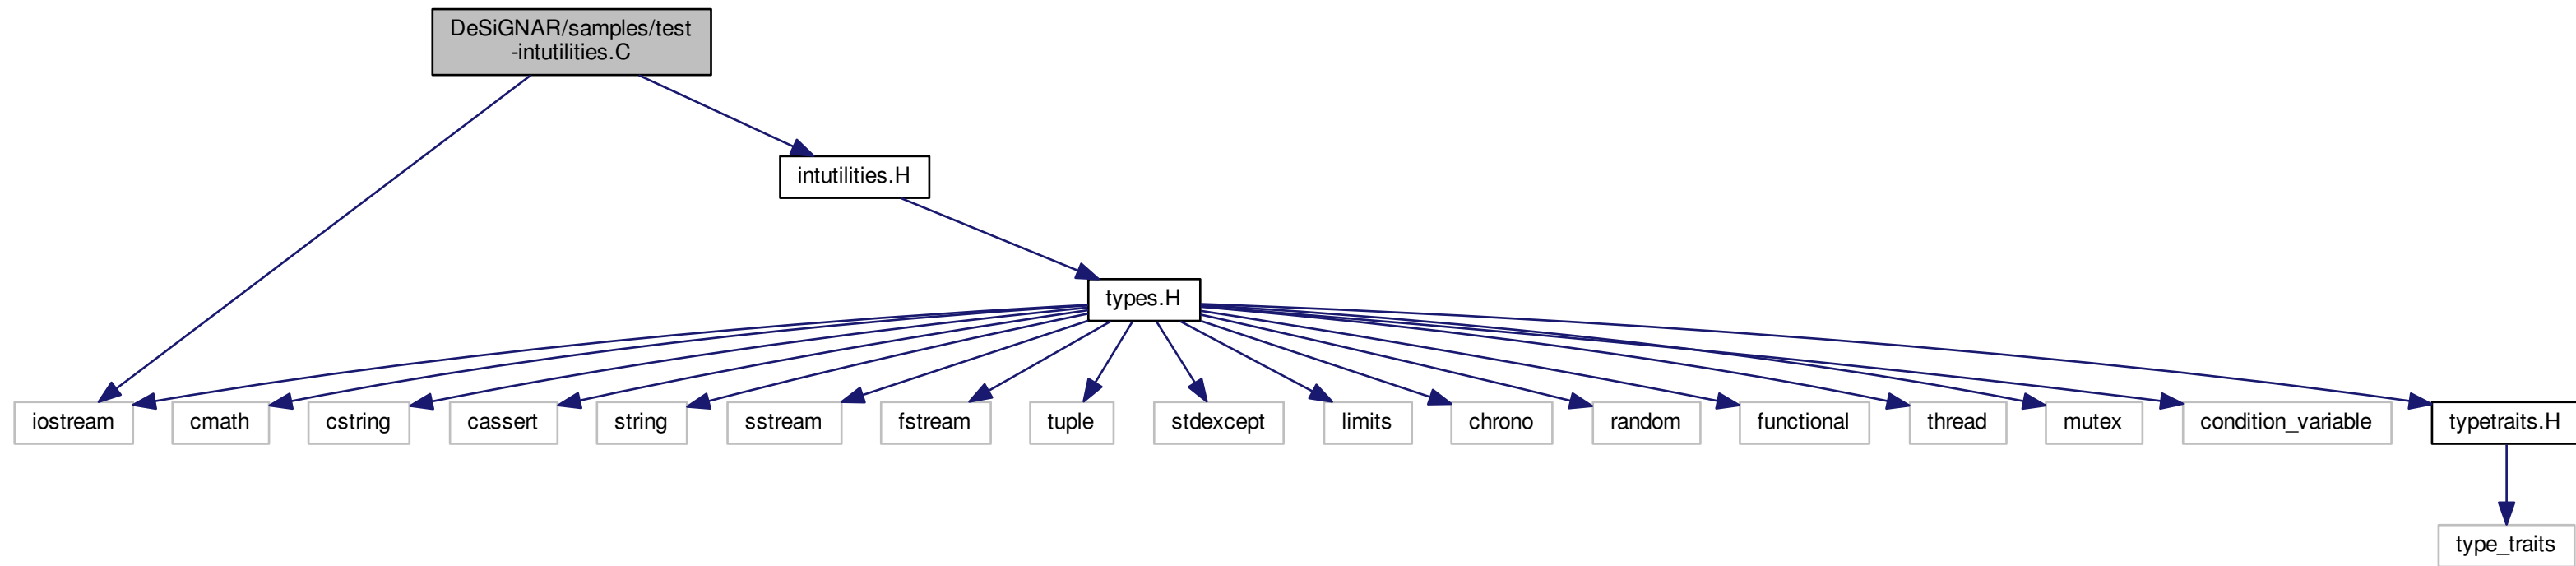 DeSiGNAR/samples/test
-intutilities.C
intutilities.H
types.H
iostream
cmath
cstring
cassert
string
sstream
fstream
tuple
stdexcept
limits
chrono
random
functional
thread
mutex
condition_variable
typetraits.H
type_traits